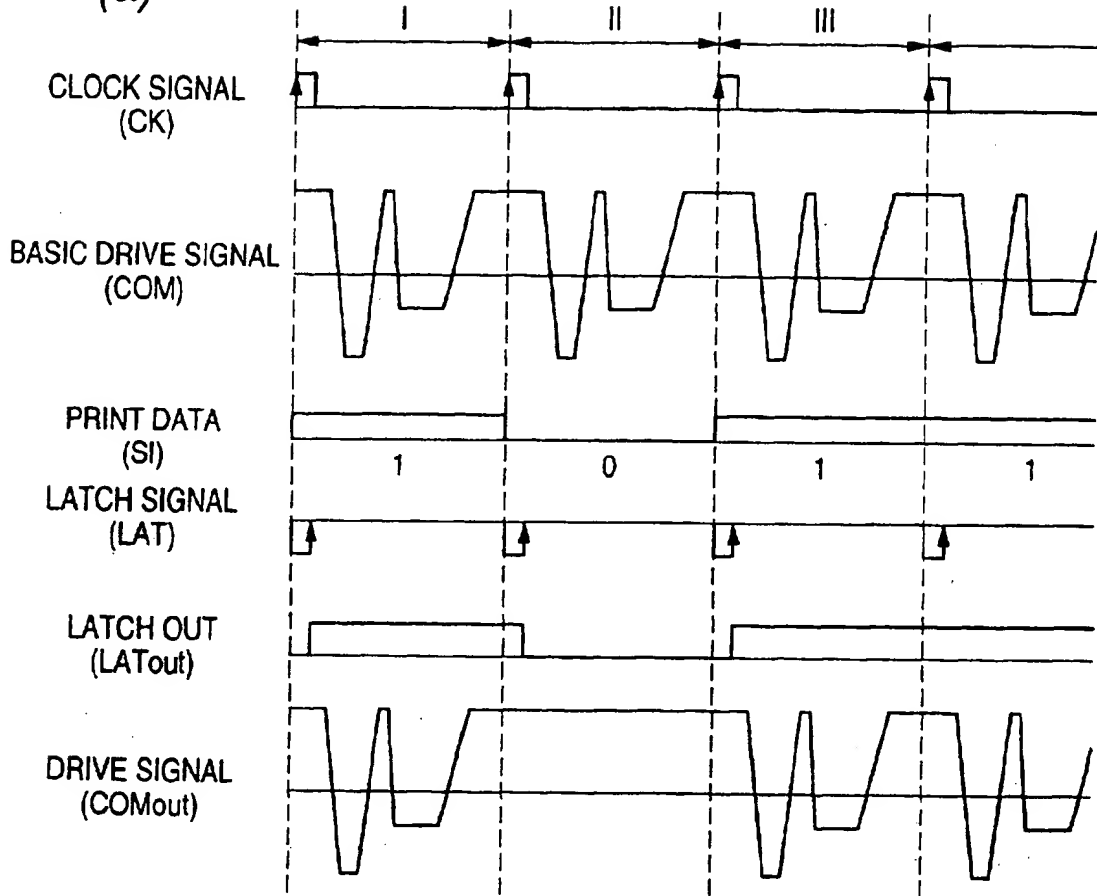 (a)
I II III
CLOCK SIGNAL
(CK)
BASIC DRIVE SIGNAL
(COM)
PRINT DATA
(SI)
1 0 1 1
LATCH SIGNAL
(LAT)
LATCH OUT
(LATout)
DRIVE SIGNAL
(COMout)